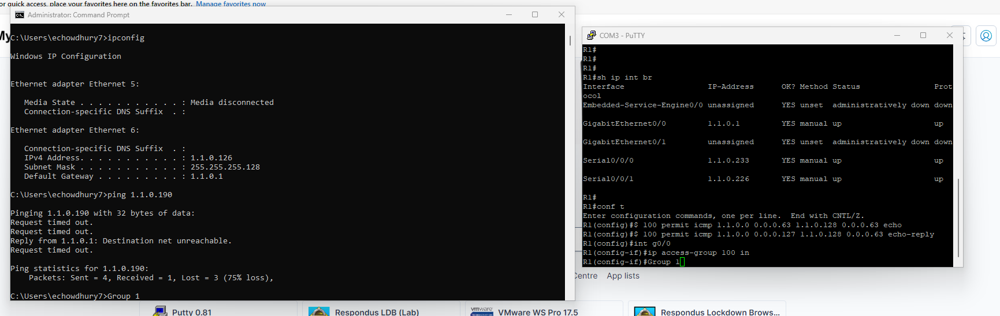 or quick access, place your favorites here on the favorites bar. Manage favorites now
My
Administrator: Command Prompt
C:\Users\echowdhury7>ipconfig
Windows IP Configuration
Ethernet adapter Ethernet 5:
Media State . . . . . . . . . . . : Media disconnected
Connection-specific DNS Suffix  . :
Ethernet adapter Ethernet 6:
Connection-specific DNS Suffix  . :
IPv4 Address. . . . . . . . . . . : 1.1.0.126
Subnet Mask . . . . . . . . . . . : 255.255.255.128
Default Gateway . . . . . . . . . : 1.1.0.1
C:\Users\echowdhury7>ping 1.1.0.190
Pinging 1.1.0.190 with 32 bytes of data:
Request timed out.
Request timed out.
Reply from 1.1.0.1: Destination net unreachable.
Request timed out.
Ping statistics for 1.1.0.190:
Packets: Sent = 4, Received = 1, Lost = 3 (75% loss),
C:\Users\echowdhury7>Group 1
COM3 - PuTTY
R1#
R1#
R1#
R1#sh ip int br
Interface                  IP-Address      OK? Method Status                Prot
ocol
Embedded-Service-Engine0/0 unassigned      YES unset  administratively down down
GigabitEthernet0/0         1.1.0.1         YES manual up                    up
GigabitEthernet0/1         unassigned      YES unset  administratively down down
Serial0/0/0                1.1.0.233       YES manual up                    up
Serial0/0/1                1.1.0.226       YES manual up                    up
R1#
R1#conf t
Enter configuration commands, one per line.  End with CNTL/Z.
R1(config)#$ 100 permit icmp 1.1.0.0 0.0.0.63 1.1.0.128 0.0.0.63 echo
R1(config)#$ 100 permit icmp 1.1.0.0 0.0.0.127 1.1.0.128 0.0.0.63 echo-reply
R1(config)#int g0/0
R1(config-if)#ip access-group 100 in
R1(config-if)#Group 1
Centre App lists
Putty 0.81
Respondus LDB (Lab)
vmware
VMware WS Pro 17.5
Respondus Lockdown Brows...